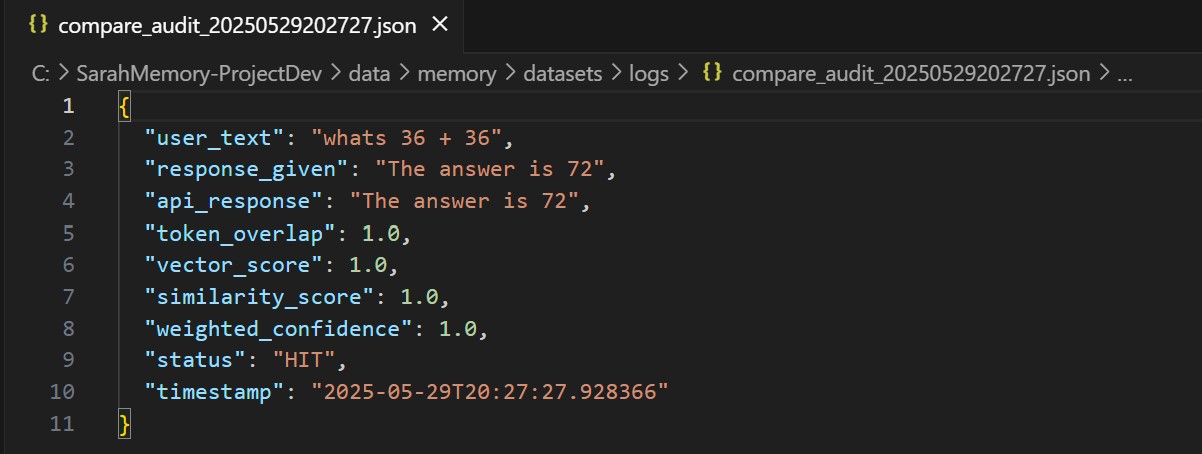 {} compare_audit_20250529202727.json ×
C: > SarahMemory-ProjectDev > data > memory > datasets > logs > {} compare_audit_20250529202727.json > ...
1 {
2 "user_text": "whats 36 + 36",
3 "response_given": "The answer is 72",
4 "api_response": "The answer is 72",
5 "token_overlap": 1.0,
6 "vector_score": 1.0,
7 "similarity_score": 1.0,
8 "weighted_confidence": 1.0,
9 "status": "HIT",
10 "timestamp": "2025-05-29T20:27:27.928366"
11 }